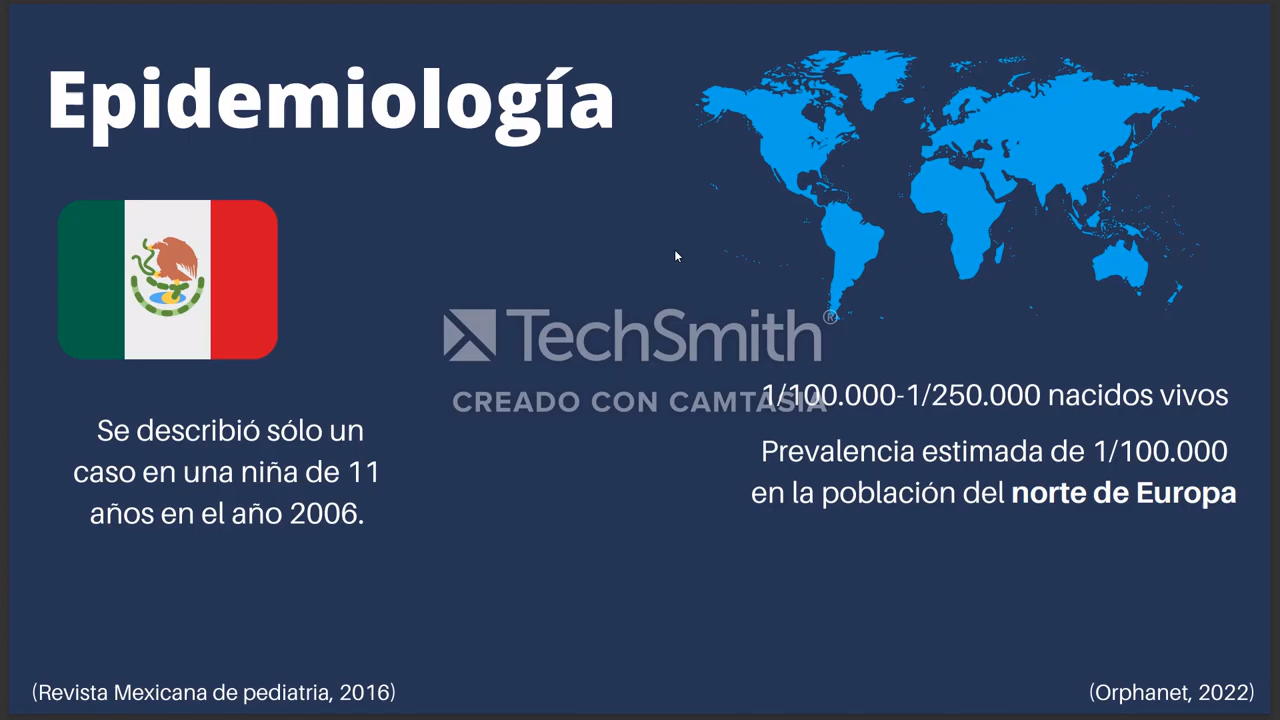 Epidemiología
Se describió sólo un
caso en una niña de 11
años en el año 2006.
TechSmith®
CREADO CON CAMTASIA
1/100.000-1/250.000 nacidos vivos
Prevalencia estimada de 1/100.000
en la población del norte de Europa
(Revista Mexicana de pediatria, 2016)
(Orphanet, 2022)